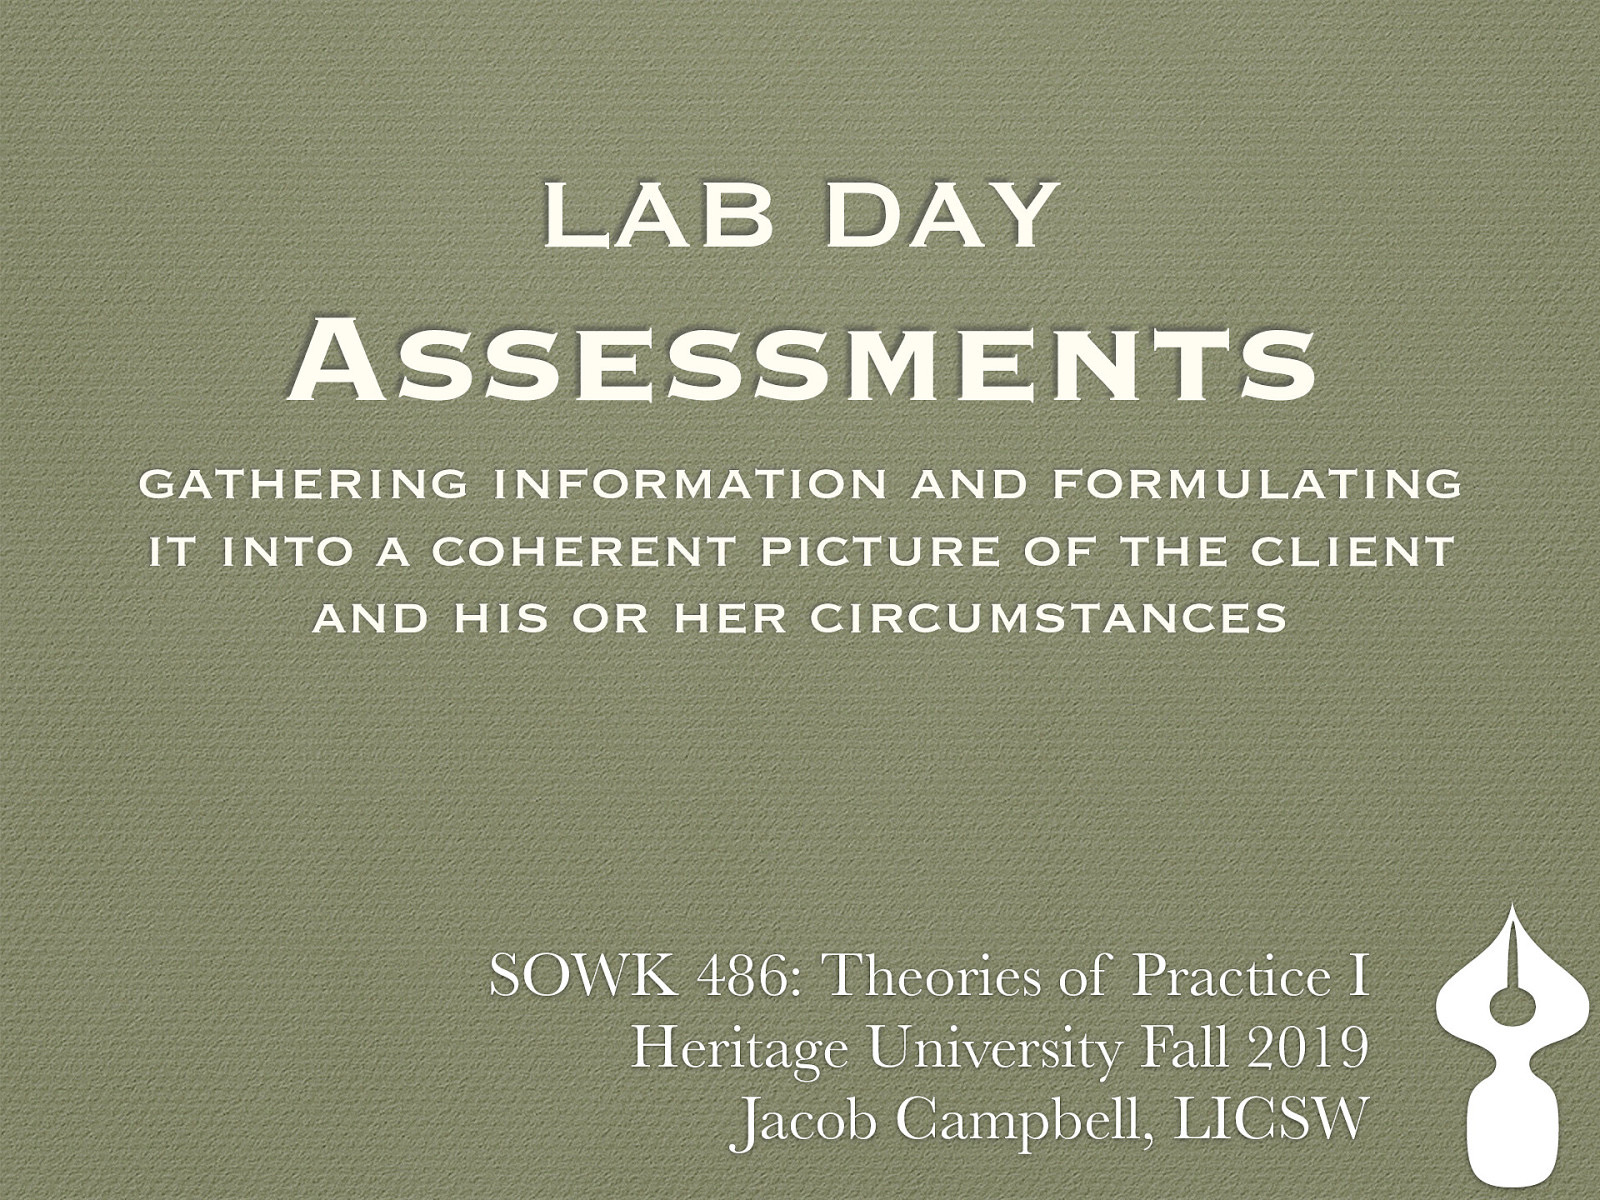 LAB DAY
ASSESSMENTS
GATHERING INFORMATION AND FORMULATING
IT INTO A COHERENT PICTURE OF THE CLIENT
AND HIS OR HER CIRCUMSTANCES
SOWK 486: Theories of Practice I
Heritage University Fall 2019
Jacob Campbell, LICSW